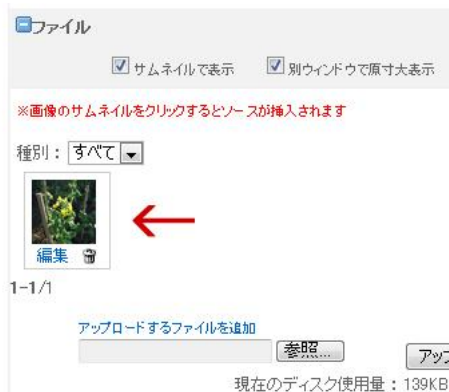 ファイル
サムネイルで表示 別ウィンドウで原寸大表示
※画像のサムネイルをクリックするとソースが挿入されます
種別： すべて
編集
1-1/1
アップロードするファイルを追加
参照... アップ
現在のディスク使用量：139KB